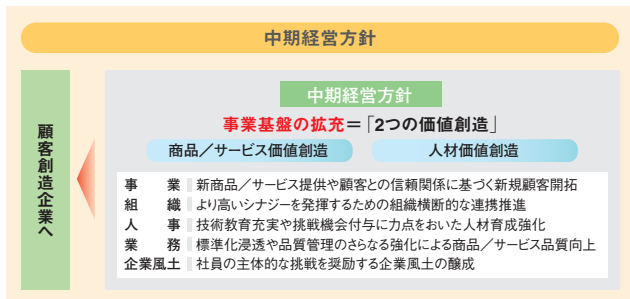 中期経営方針
顧客創造企業へ
中期経営方針
事業基盤の拡充＝「2つの価値創造」
商品／サービス価値創造
人材価値創造
事業 新商品／サービス提供や顧客との信頼関係に基づく新規顧客開拓
組織 より高いシナジーを発揮するための組織横断的な連携推進
人事 技術教育充実や挑戦機会付与に力点をおいた人材育成強化
業務 標準化浸透や品質管理のさらなる強化による商品／サービス品質向上
企業風土 社員の主体的な挑戦を奨励する企業風土の醸成